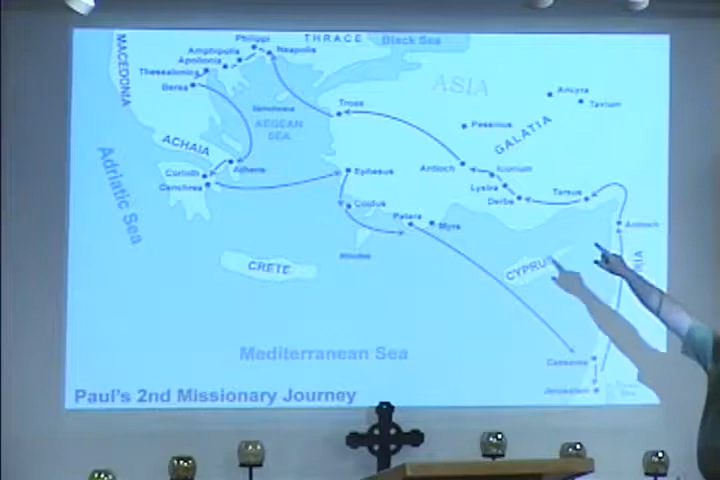 THRACE
Black Sea
Philippi
Neapolis
Amphipolis
Apollonia
Thessalonica
Berea
MACEDONIA
ASIA
Ancyra
Tavium
Troas
AEGEAN
SEA
Pessinus
GALATIA
ACHAIA
Athens
Corinth
Cenchrea
Adriatic Sea
Ephesus
Antioch
Iconium
Lystra
Derbe
Tarsus
Patara
Myra
Antioch
CRETE
CYPRUS
Mediterranean Sea
Caesarea
Jerusalem
Paul's 2nd Missionary Journey